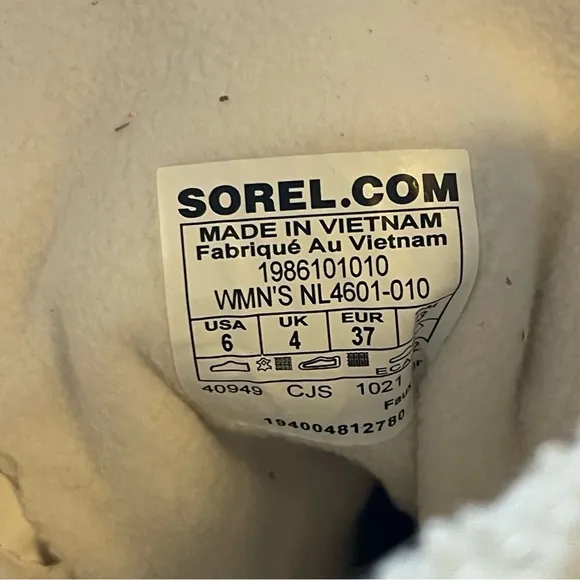 SOREL.COM
MADE IN VIETNAM
Fabriqué Au Vietnam
1986101010
WMN'S NL4601-010
USA UK EUR
6 4 37
40949 CJS 1021
194004812780